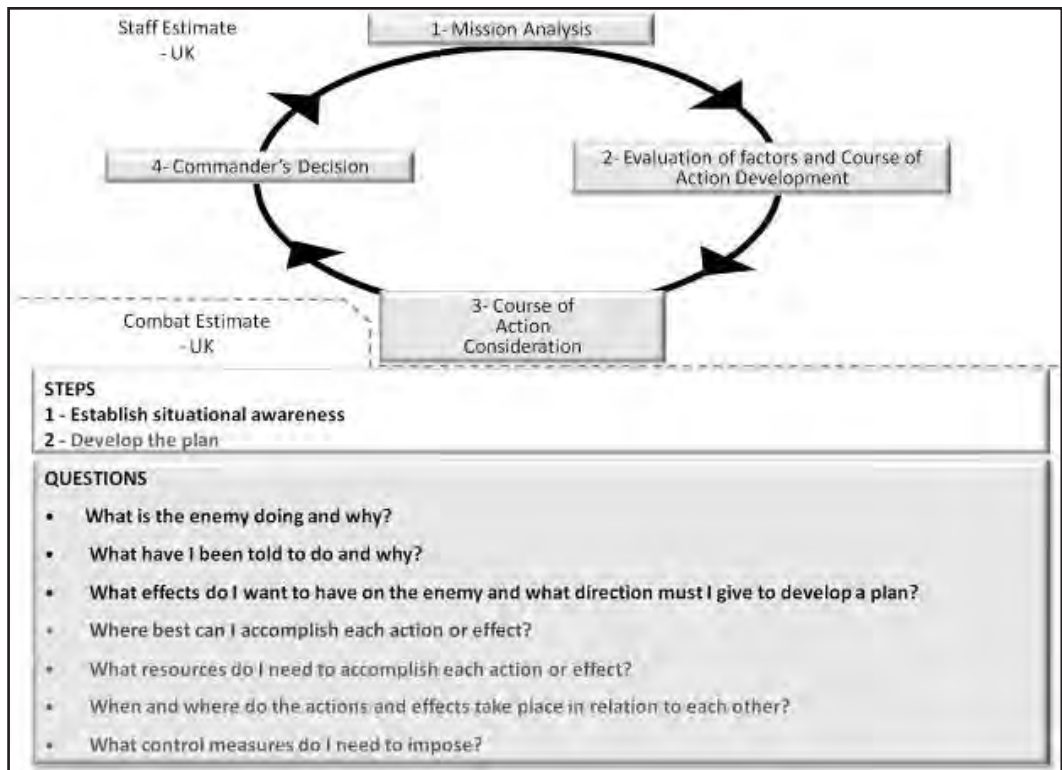 Staff Estimate
- UK
1- Mission Analysis
2- Evaluation of factors and Course of
Action Development
4- Commander's Decision
3- Course of
Action
Consideration
Combat Estimate
- UK
STEPS
1 - Establish situational awareness
2 - Develop the plan
QUESTIONS
• What is the enemy doing and why?
• What have I been told to do and why?
• What effects do I want to have on the enemy and what direction must I give to develop a plan?
• Where best can I accomplish each action or effect?
• What resources do I need to accomplish each action or effect?
• When and where do the actions and effects take place in relation to each other?
• What control measures do I need to impose?